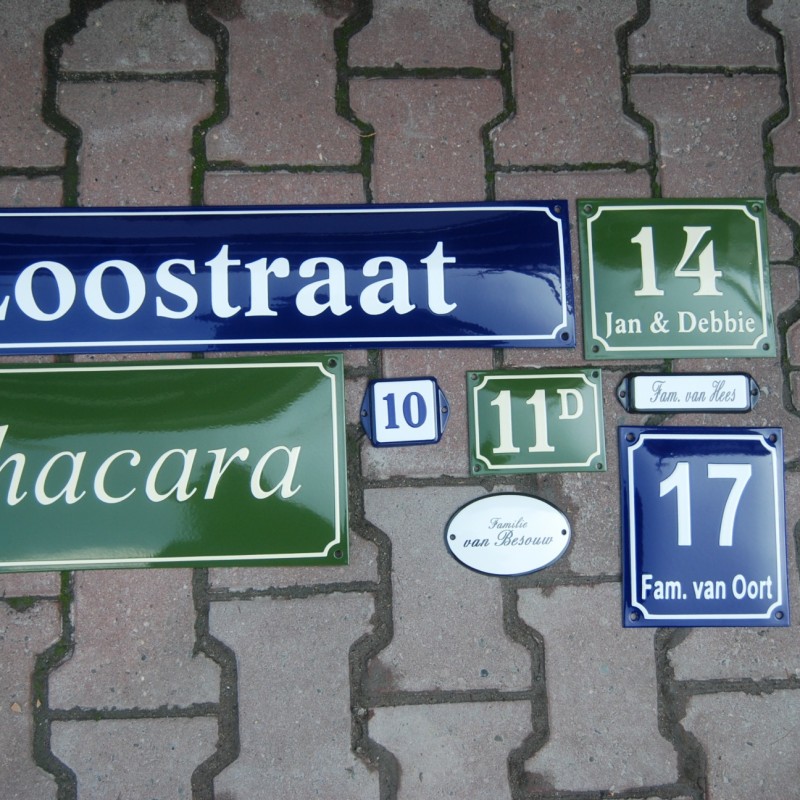 Loostraat
14
Jan & Debbie
hacara
10
11D
Fam. van Hees
Familie
van Besouw
17
Fam. van Oort